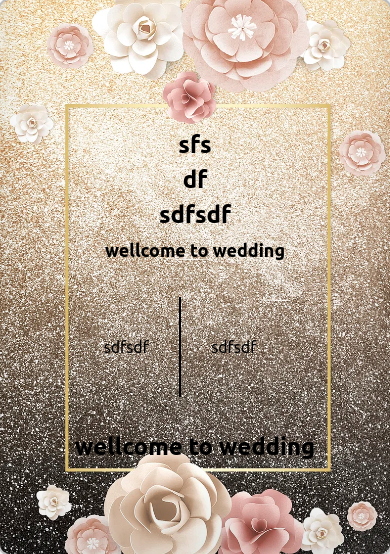 sfs
df
sdfsdf
wellcome to wedding
sdfsdf sdfsdf
wellcome to wedding